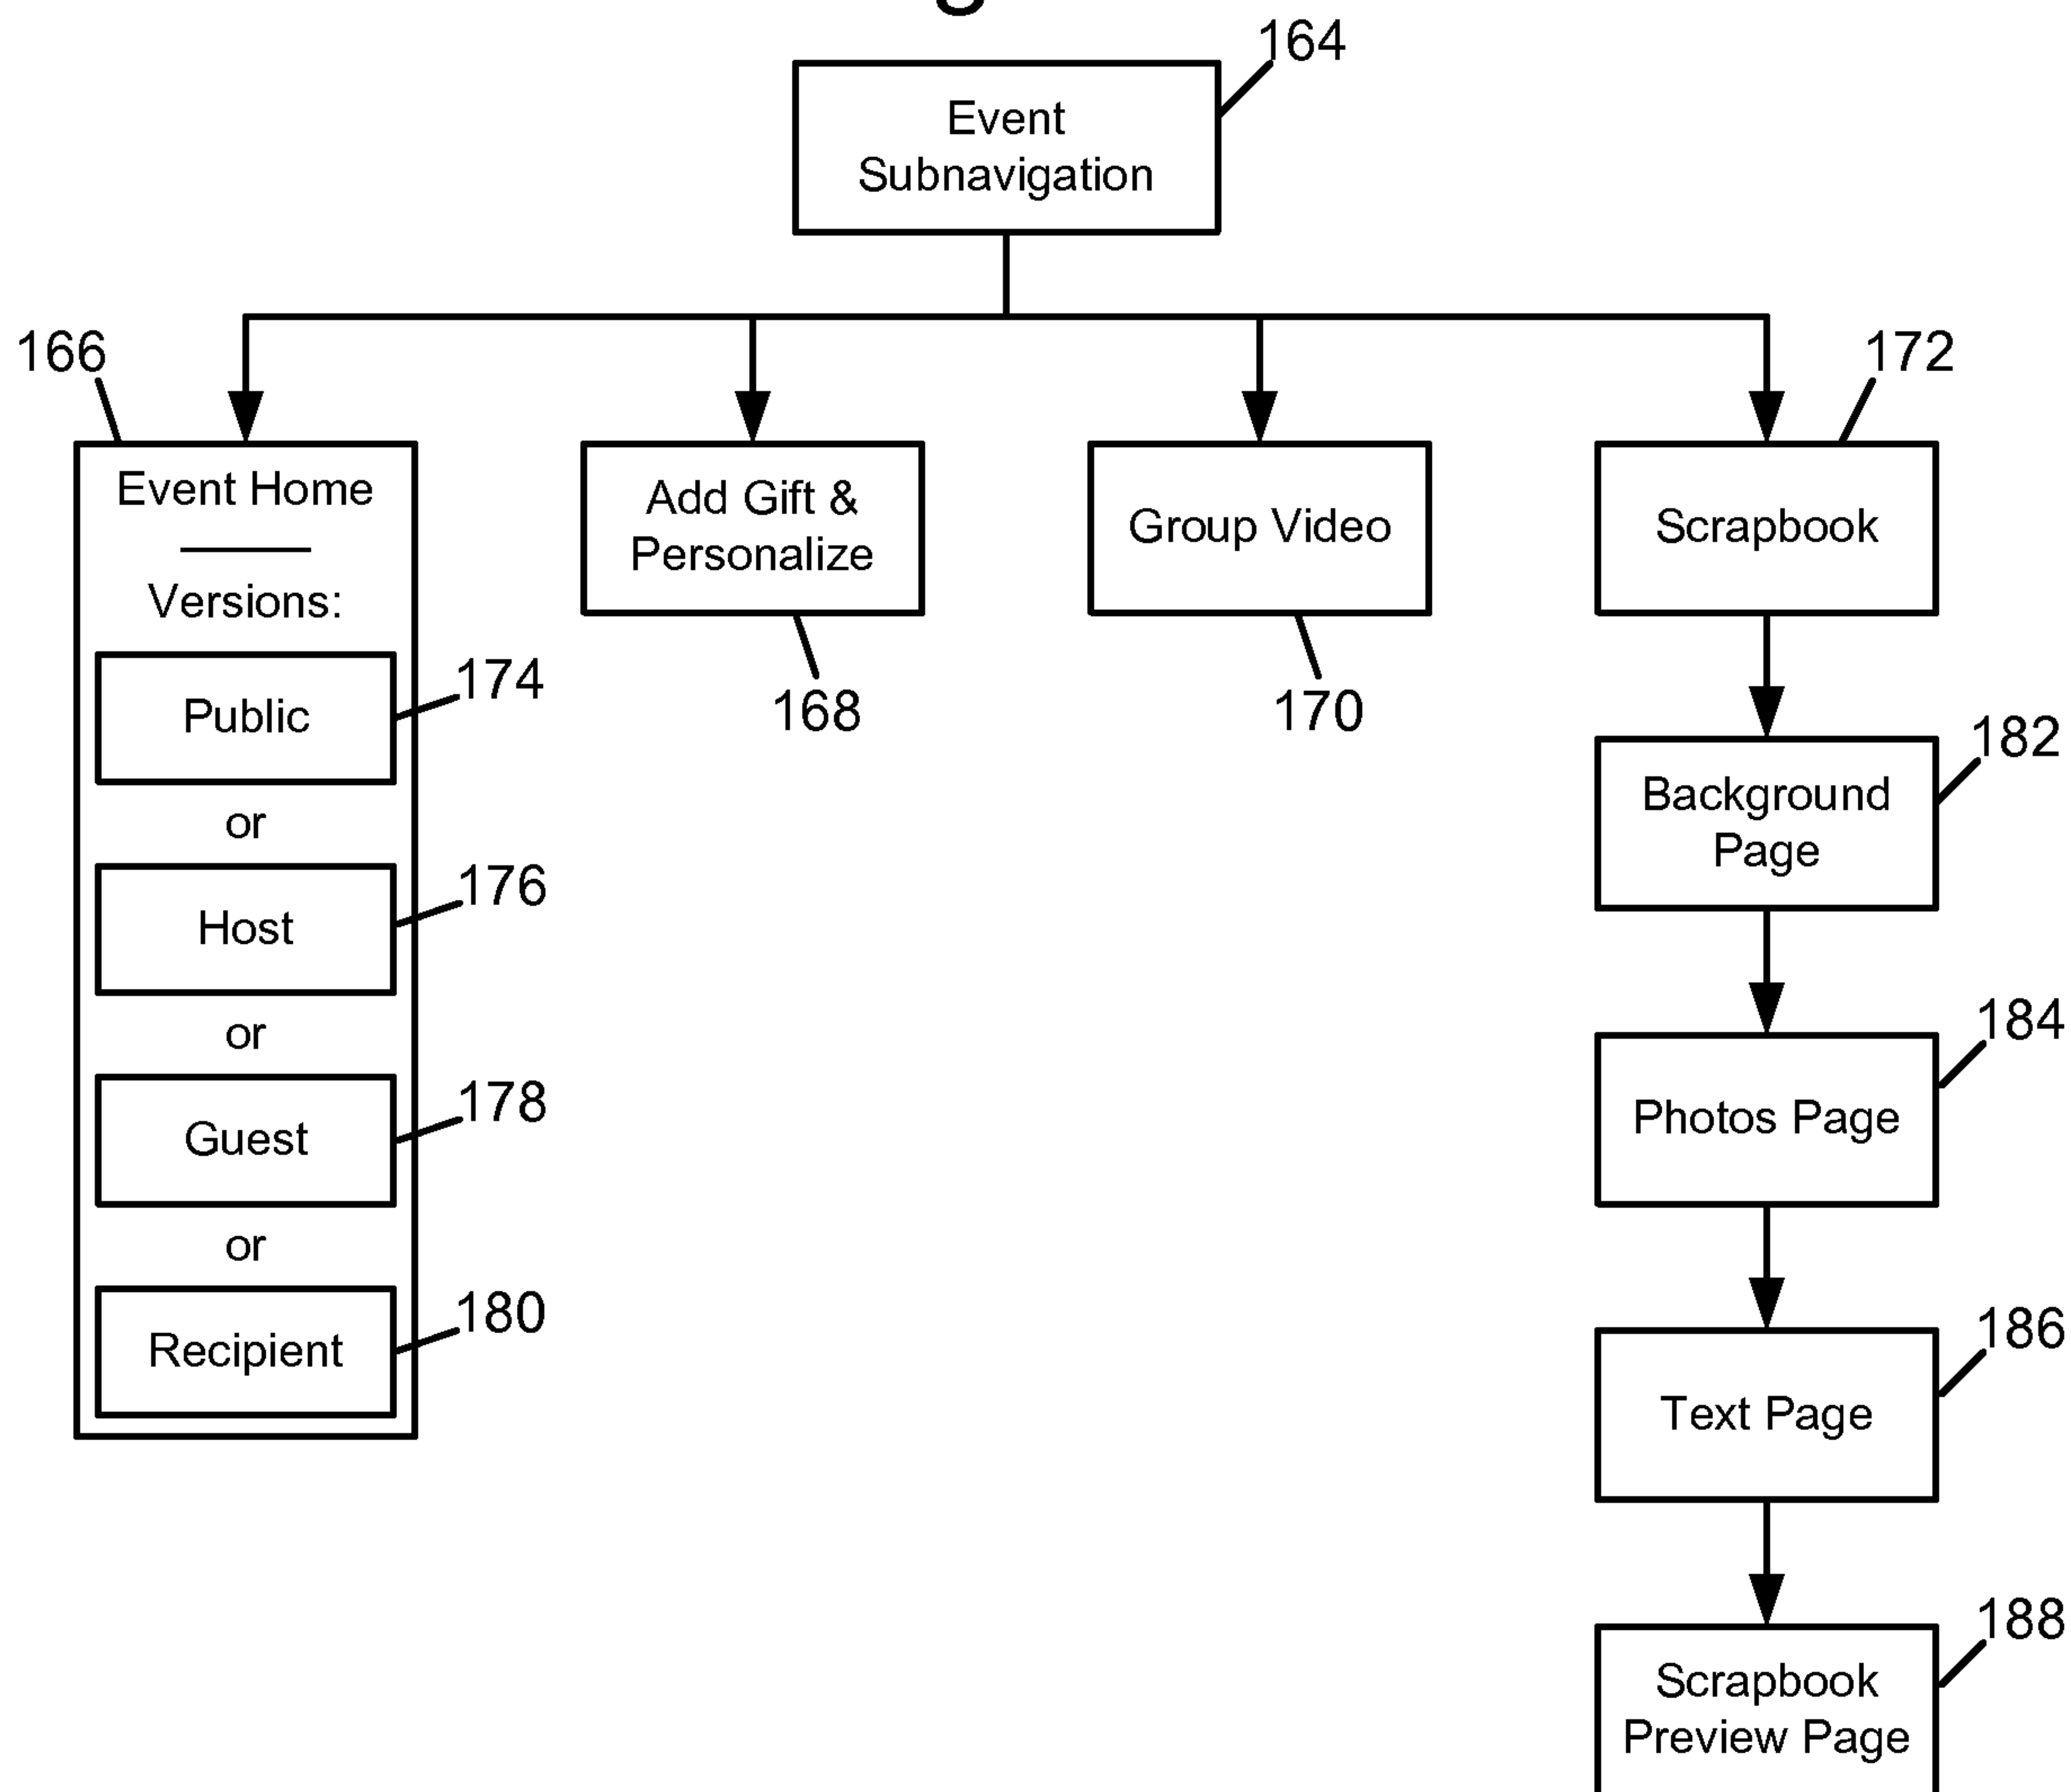 164
Event
Subnavigation
166
172
Event Home
Versions:
Add Gift &
Personalize
Group Video
Scrapbook
168
170
Public
174
or
Host
176
or
Guest
178
or
Recipient
180
182
Background
Page
184
Photos Page
186
Text Page
188
Scrapbook
Preview Page